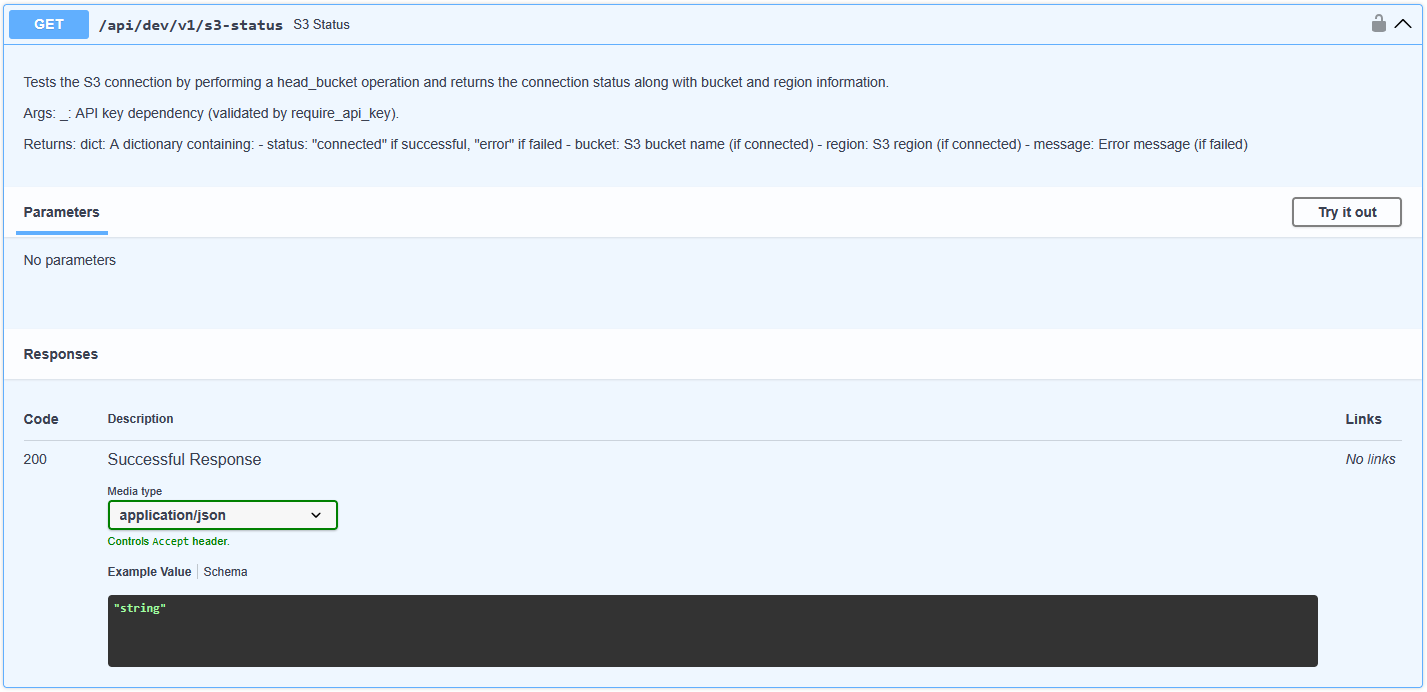 GET /api/dev/v1/s3-status S3 Status
Tests the S3 connection by performing a head_bucket operation and returns the connection status along with bucket and region information.
Args: _: API key dependency (validated by require_api_key).
Returns: dict: A dictionary containing: - status: "connected" if successful, "error" if failed - bucket: S3 bucket name (if connected) - region: S3 region (if connected) - message: Error message (if failed)
Parameters Try it out
No parameters
Responses
Code Description Links
200 Successful Response No links
Media type
application/json
Controls Accept header.
Example Value Schema
"string"